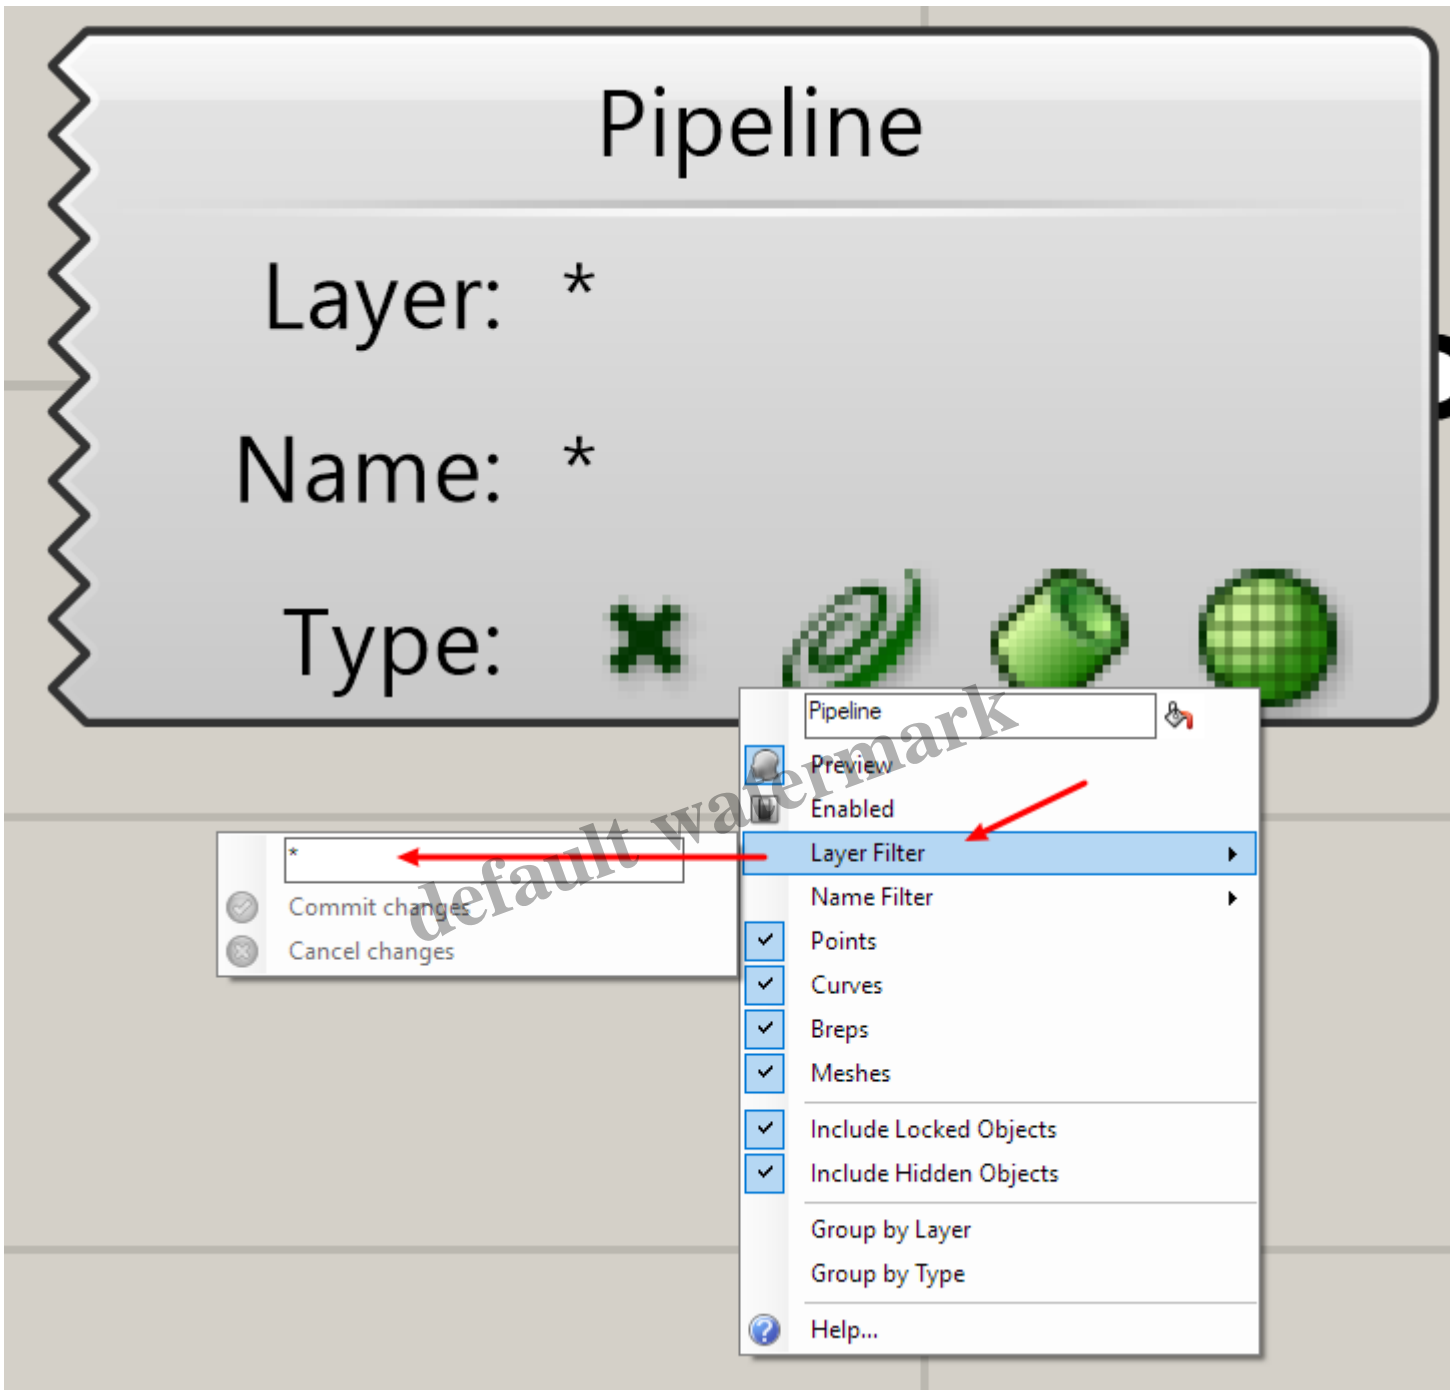 Pipeline
Layer: *
Name: *
Type:
Pipeline
Preview
Enabled
Layer Filter
Name Filter
Points
Curves
Breps
Meshes
Include Locked Objects
Include Hidden Objects
Group by Layer
Group by Type
Help...
*
Commit changes
Cancel changes
default watermark